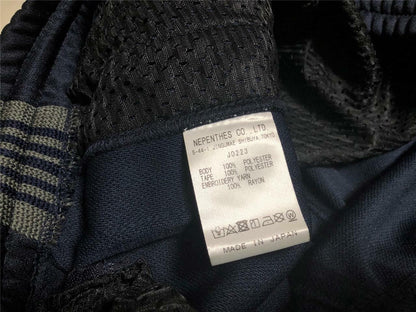 NEPENTHES CO., LTD.
5-44-1 JINGUMAE SHIBUYA, TOKYO
J0223
BODY 100% POLYESTER
TAPE 100% POLYESTER
EMBROIDERY YARN
100% RAYON
MADE IN JAPAN